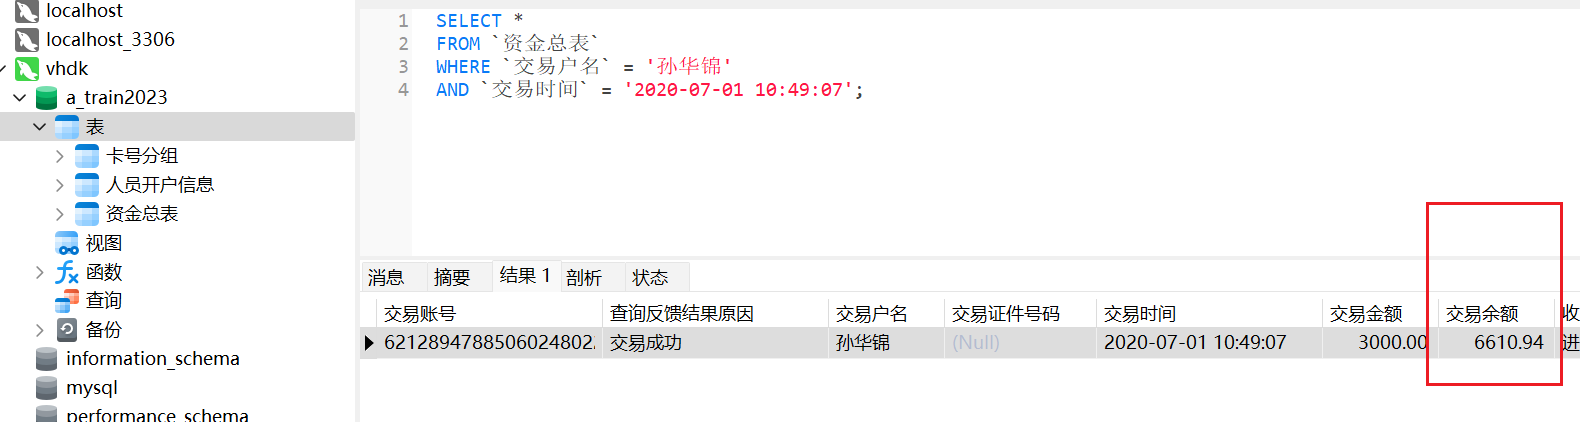 localhost
localhost_3306
vhdk
a_train2023
表
卡号分组
人员开户信息
资金总表
视图
函数
查询
备份
information_schema
mysql
performance_schema
1 SELECT *
2 FROM `资金总表`
3 WHERE `交易户名` = '孙华锦'
4 AND `交易时间` = '2020-07-01 10:49:07';
消息 摘要 结果 1 剖析 状态
交易账号 查询反馈结果原因 交易户名 交易证件号码 交易时间 交易金额 交易余额 收
621289478850602480 交易成功 孙华锦 (Null) 2020-07-01 10:49:07 3000.00 6610.94 进